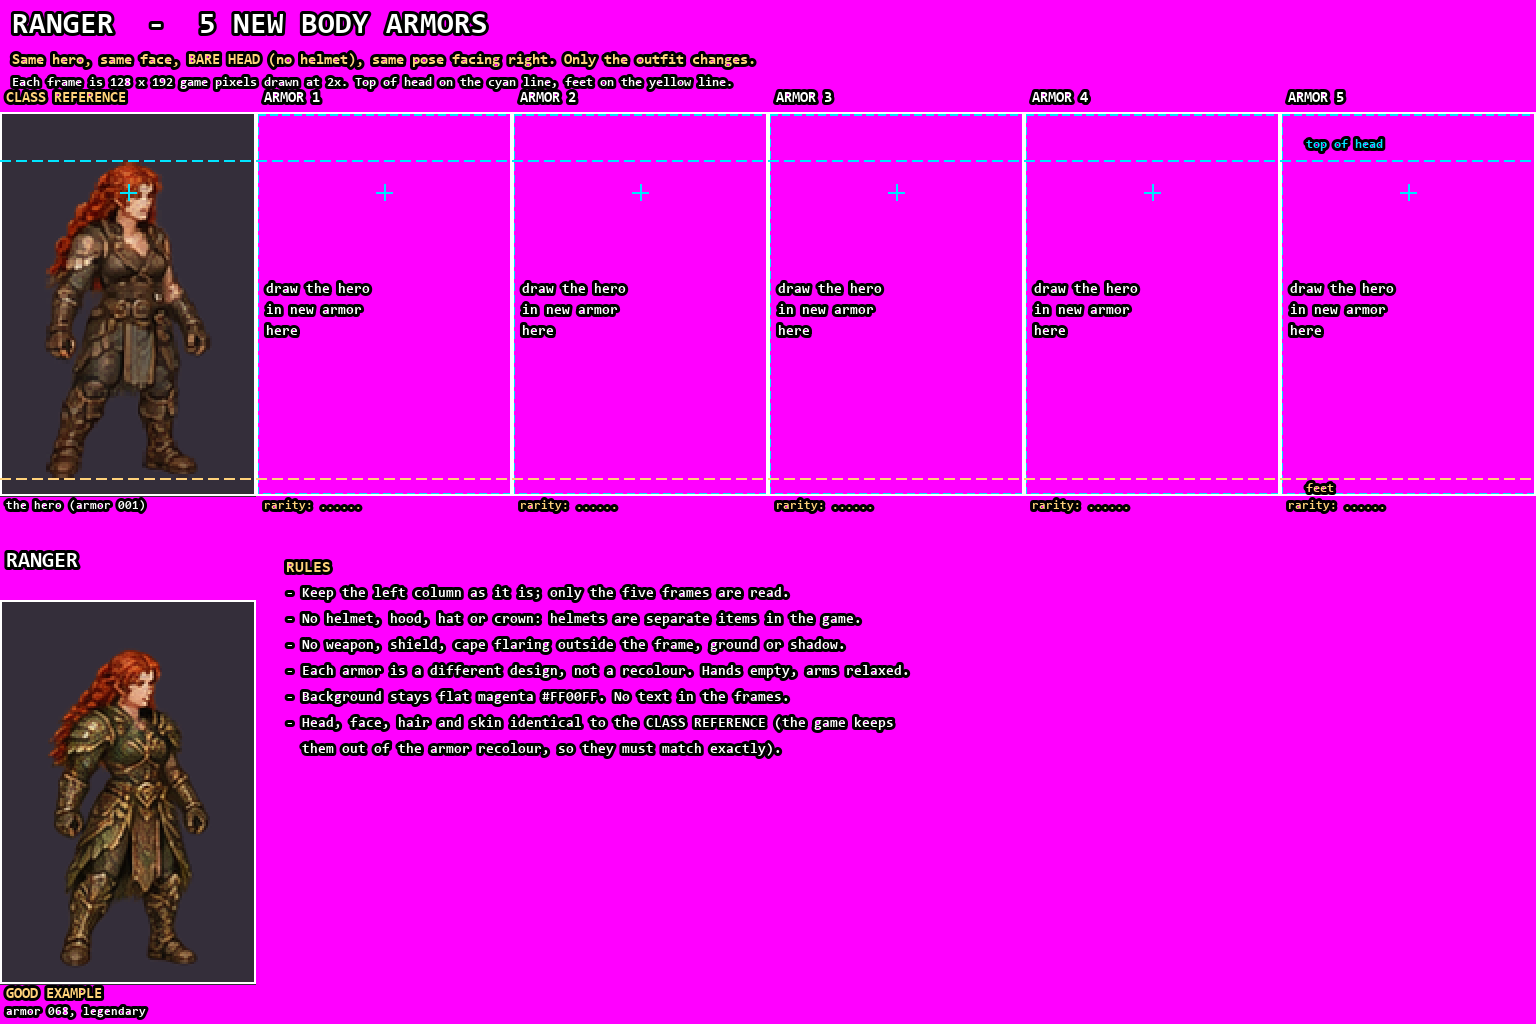 RANGER  -  5 NEW BODY ARMORS
Same hero, same face, BARE HEAD (no helmet), same pose facing right. Only the outfit changes.
Each frame is 128 x 192 game pixels drawn at 2x. Top of head on the cyan line, feet on the yellow line.
CLASS REFERENCE
ARMOR 1
ARMOR 2
ARMOR 3
ARMOR 4
ARMOR 5
top of head
draw the hero
in new armor
here
draw the hero
in new armor
here
draw the hero
in new armor
here
draw the hero
in new armor
here
draw the hero
in new armor
here
feet
the hero (armor 001)
rarity: ......
rarity: ......
rarity: ......
rarity: ......
rarity: ......
RANGER
RULES
- Keep the left column as it is; only the five frames are read.
- No helmet, hood, hat or crown: helmets are separate items in the game.
- No weapon, shield, cape flaring outside the frame, ground or shadow.
- Each armor is a different design, not a recolour. Hands empty, arms relaxed.
- Background stays flat magenta #FF00FF. No text in the frames.
- Head, face, hair and skin identical to the CLASS REFERENCE (the game keeps
them out of the armor recolour, so they must match exactly).
GOOD EXAMPLE
armor 068, legendary